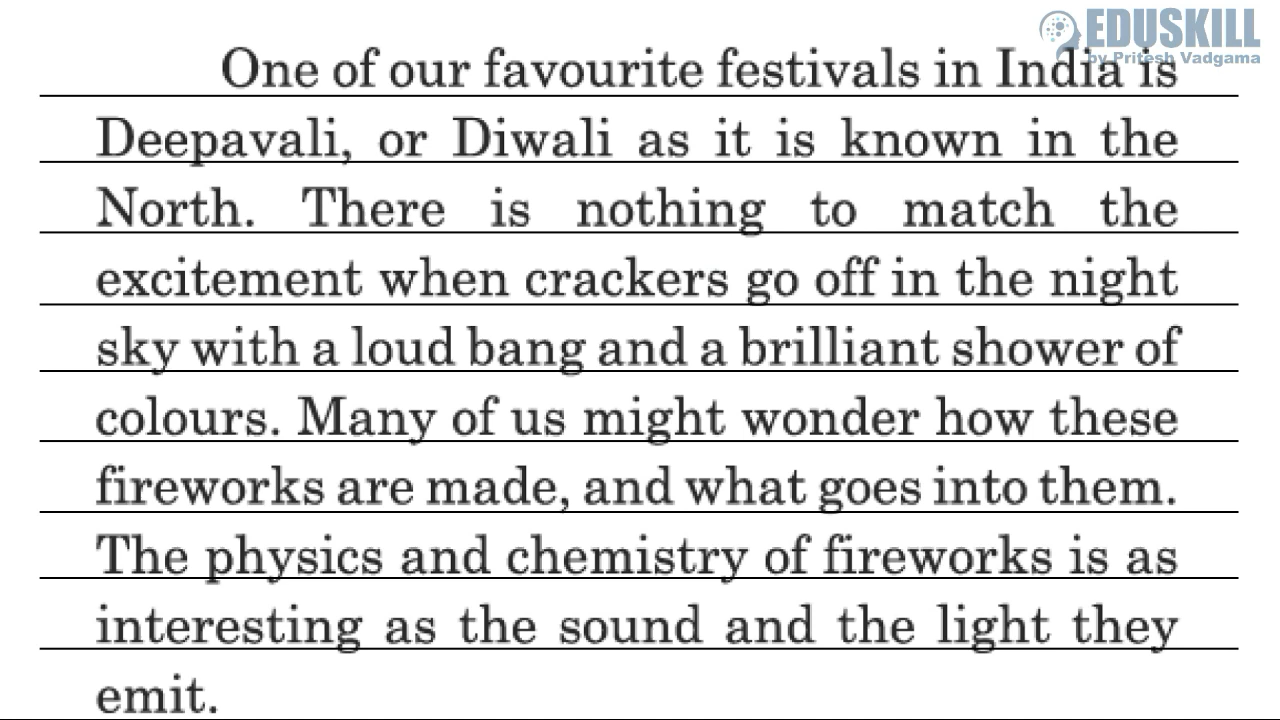 EDUSKILL
by Pritesh Vadgama
One of our favourite festivals in India is
Deepavali, or Diwali as it is known in the
North. There is nothing to match the
excitement when crackers go off in the night
sky with a loud bang and a brilliant shower of
colours. Many of us might wonder how these
fireworks are made, and what goes into them.
The physics and chemistry of fireworks is as
interesting as the sound and the light they
emit.